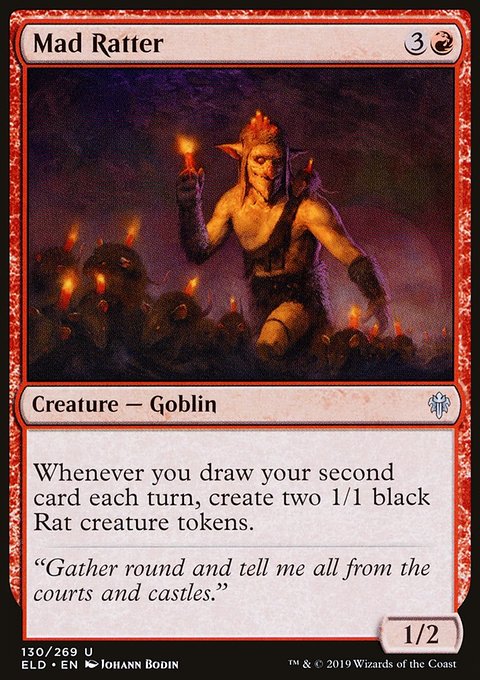 Mad Ratter 3
Creature — Goblin
Whenever you draw your second
card each turn, create two 1/1 black
Rat creature tokens.
“Gather round and tell me all from the
courts and castles.”
1/2
130/269 U
ELD • EN Johann Bodin
™ & © 2019 Wizards of the Coast